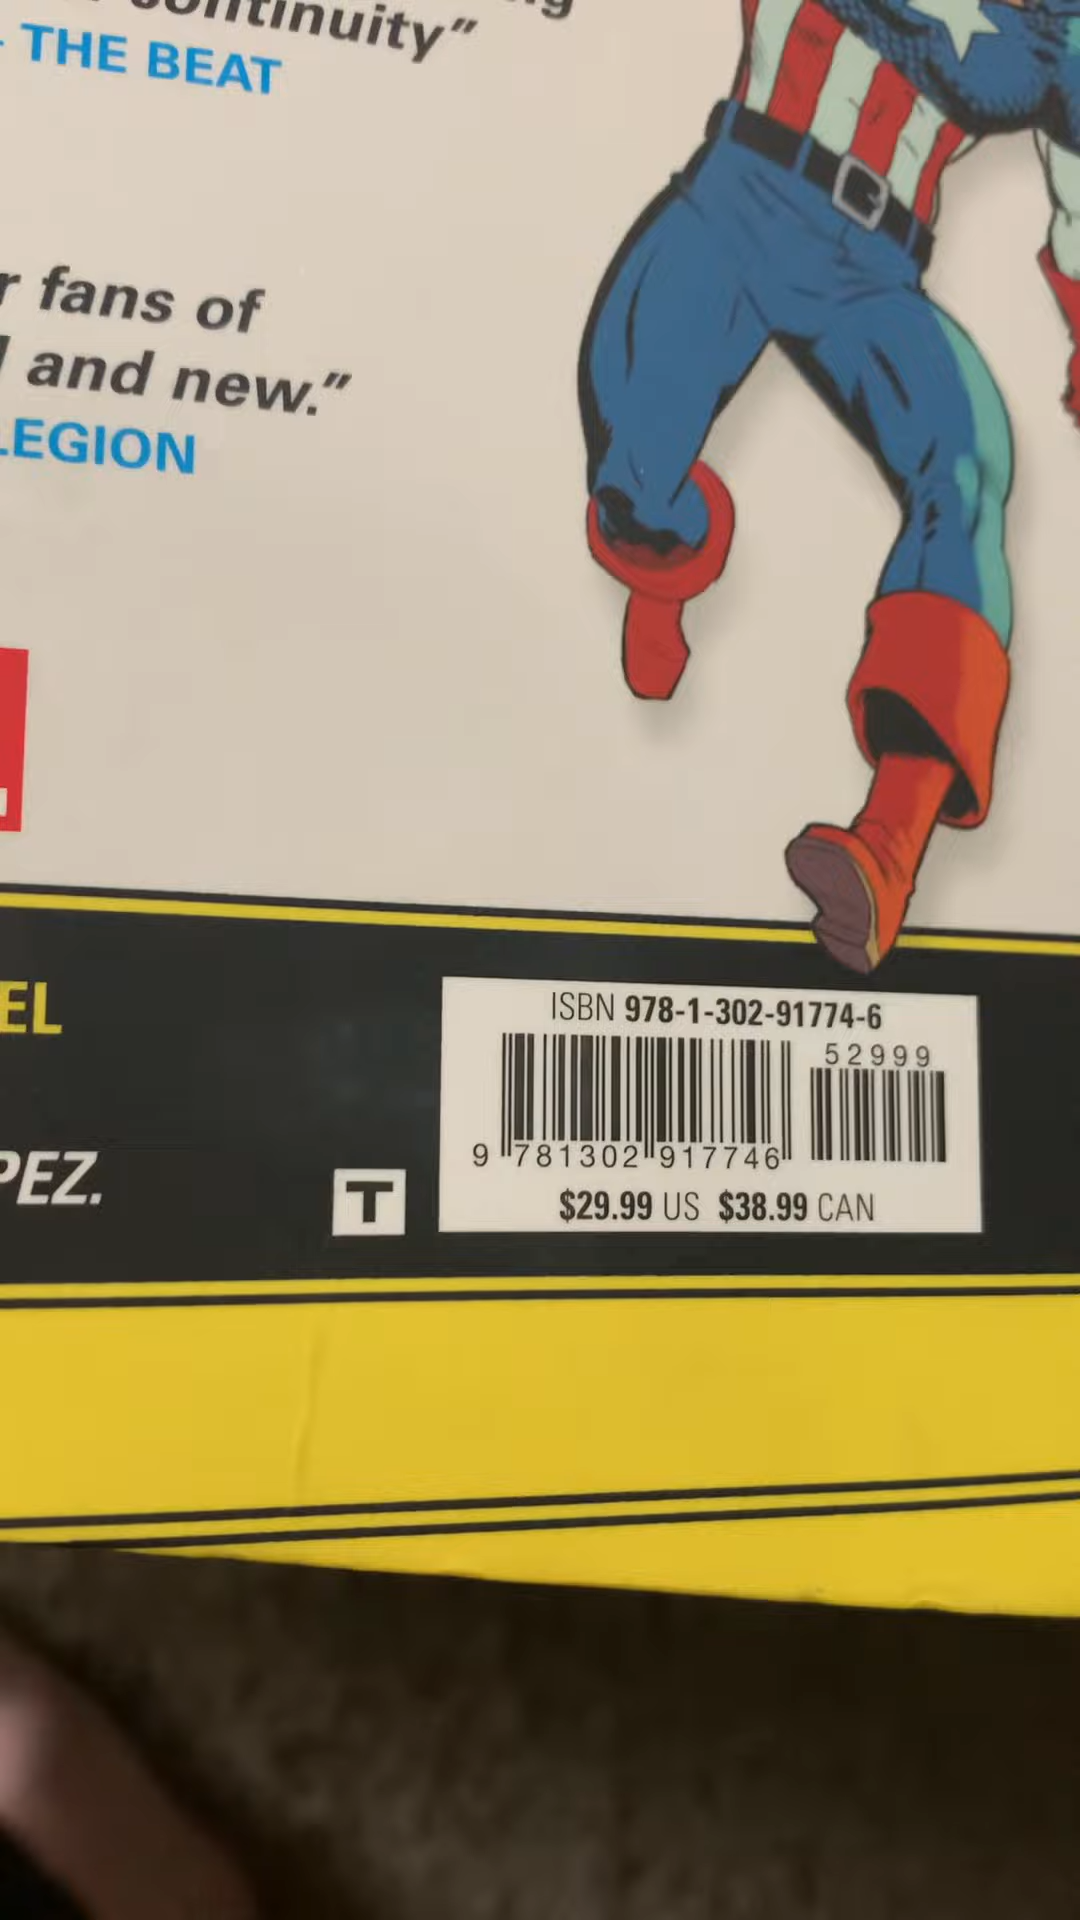 continuity”
THE BEAT
fans of
and new.”
LEGION
EL
PEZ.
T
ISBN 978-1-302-91774-6
52999
9 781302 917746
$29.99 US $38.99 CAN